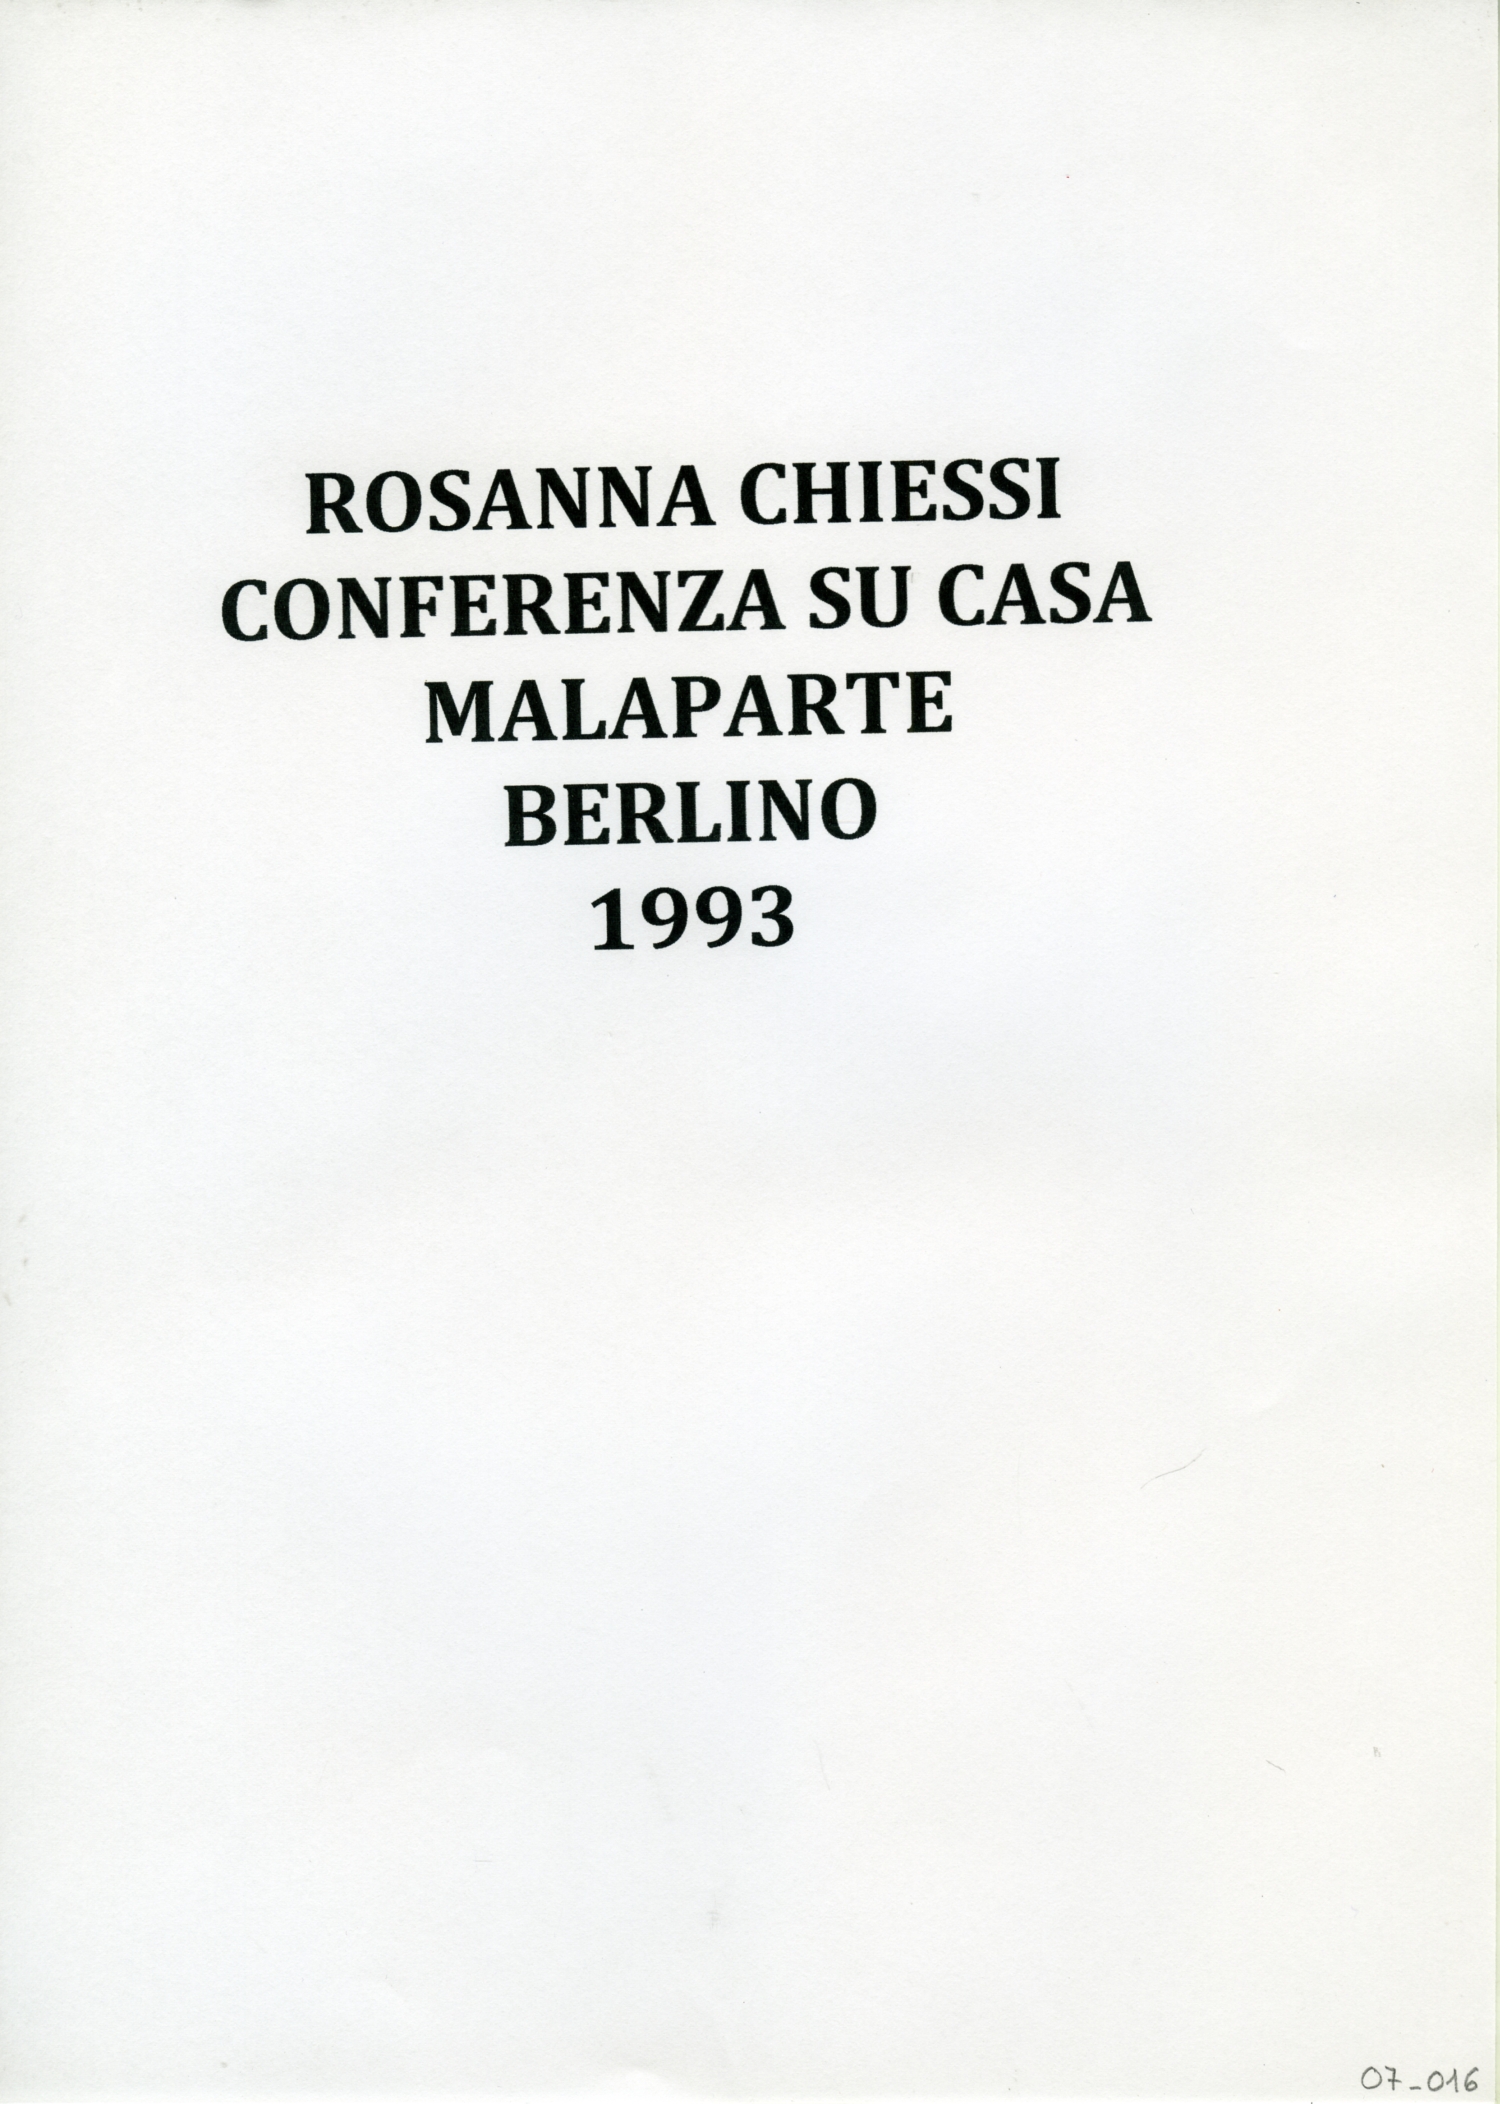 ROSANNA CHIESSI
CONFERENZA SU CASA
MALAPARTE
BERLINO
1993
07_016